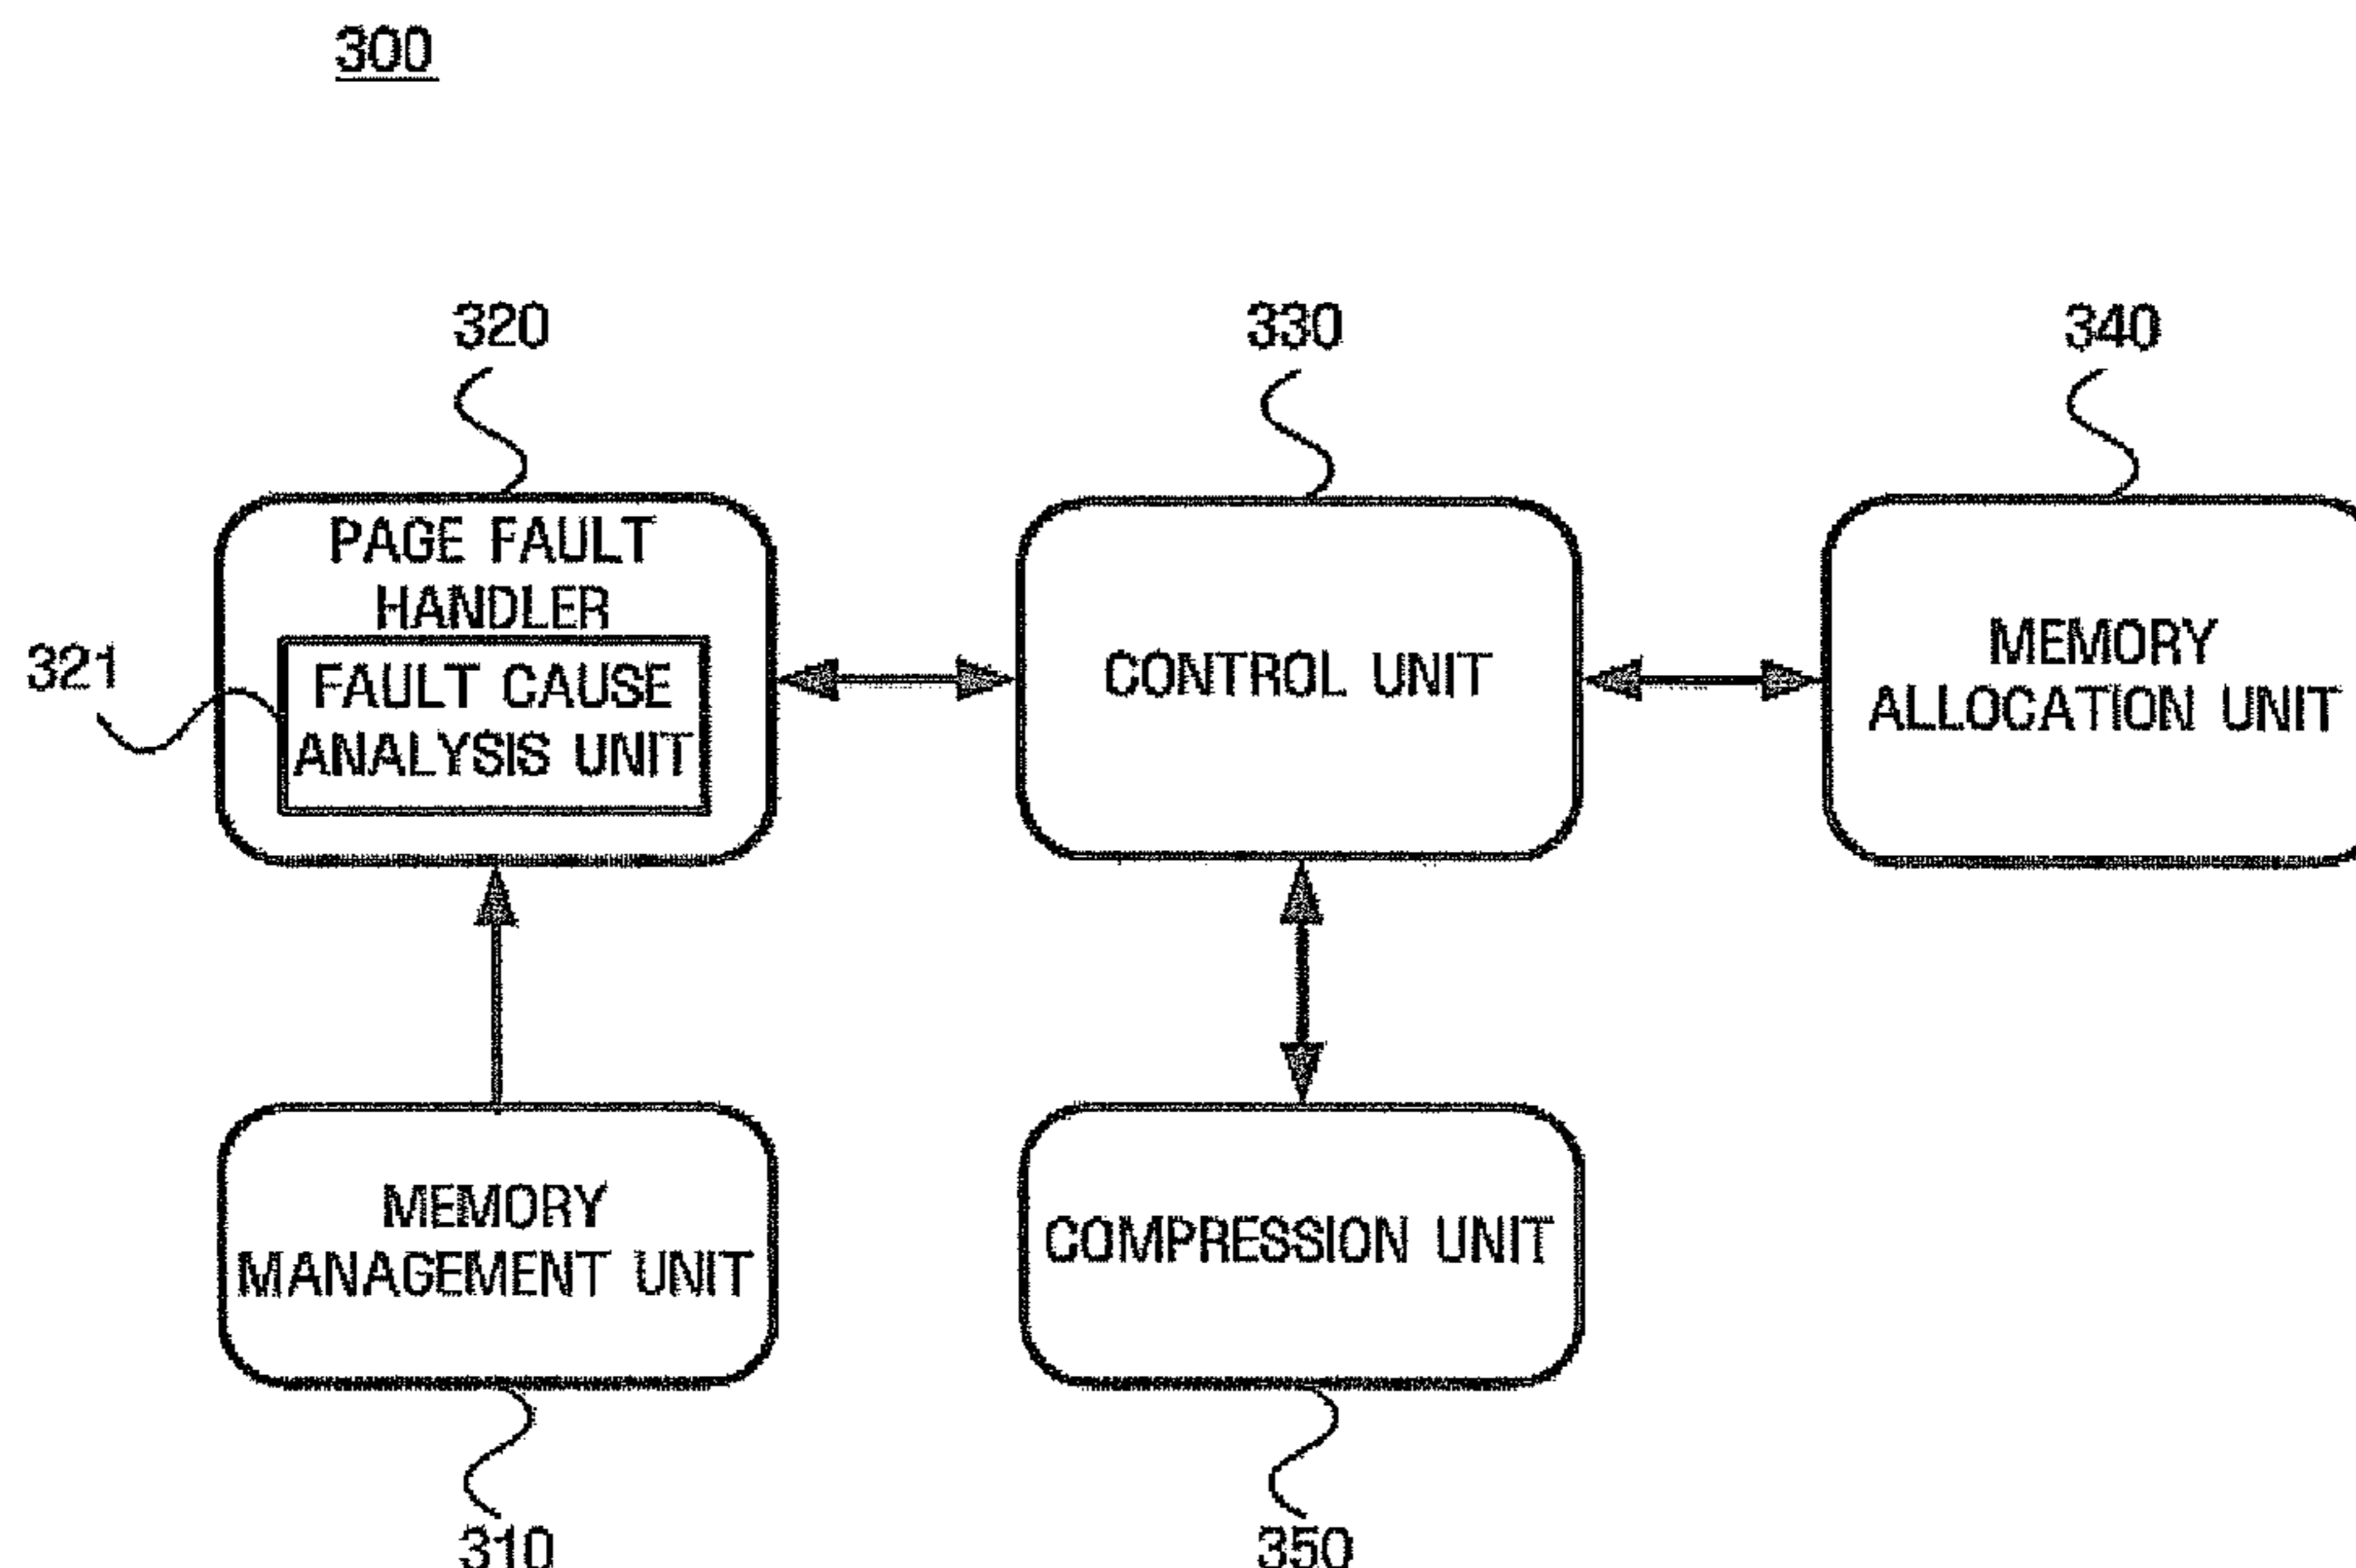 300
320
330
340
PAGE FAULT
HANDLER
321
FAULT CAUSE
ANALYSIS UNIT
CONTROL UNIT
MEMORY
ALLOCATION UNIT
MEMORY
MANAGEMENT UNIT
COMPRESSION UNIT
310
350